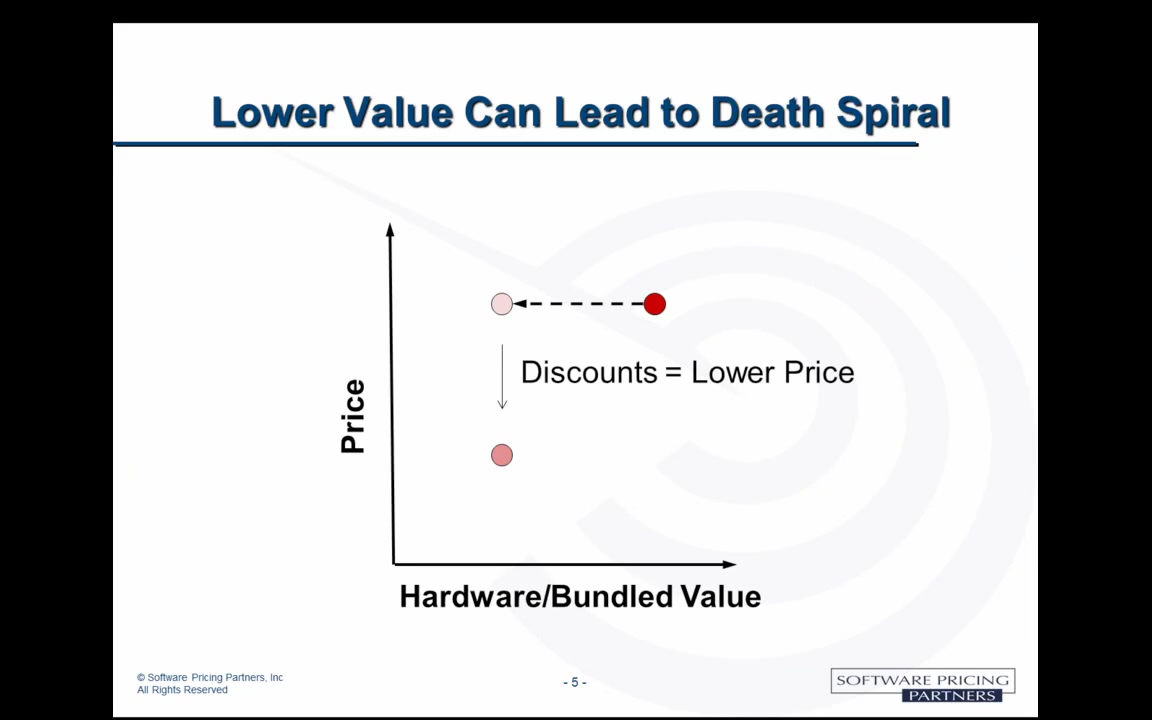 Lower Value Can Lead to Death Spiral
Discounts = Lower Price
Price
Hardware/Bundled Value
© Software Pricing Partners, Inc
All Rights Reserved
- 5 -
SOFTWARE PRICING
PARTNERS